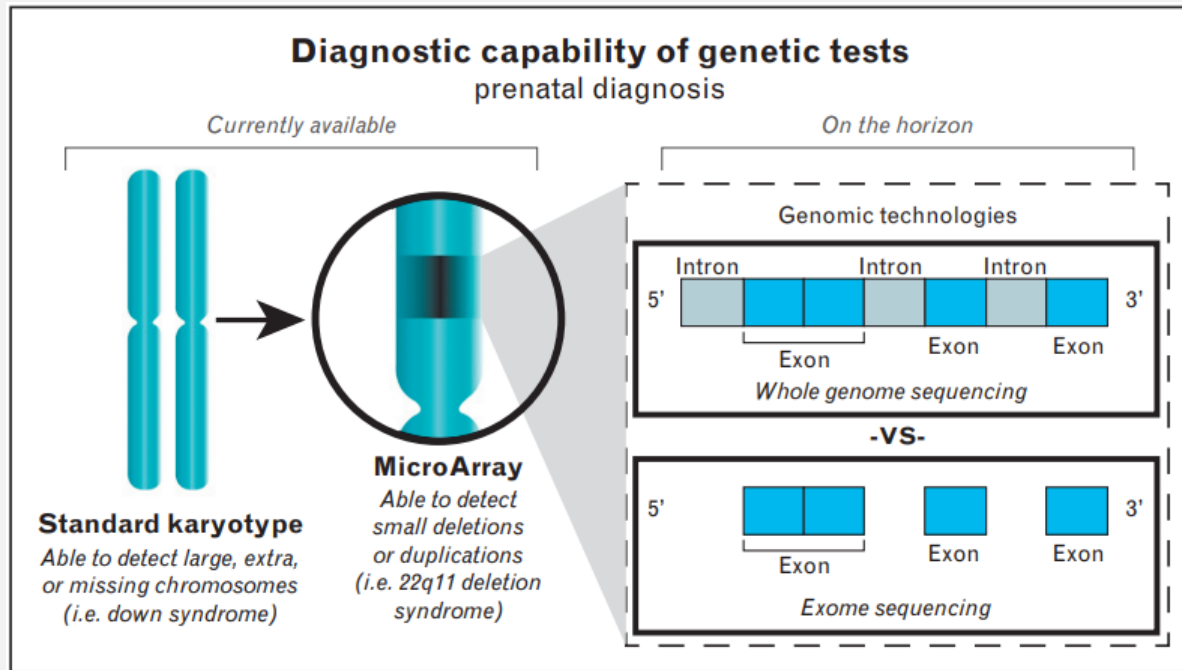 Diagnostic capability of genetic tests
prenatal diagnosis
Currently available
On the horizon
Standard karyotype
Able to detect large, extra,
or missing chromosomes
(i.e. down syndrome)
MicroArray
Able to detect
small deletions
or duplications
(i.e. 22q11 deletion
syndrome)
Genomic technologies
Intron Intron Intron
5' 3'
Exon Exon Exon
Whole genome sequencing
-VS-
5' 3'
Exon Exon Exon
Exome sequencing